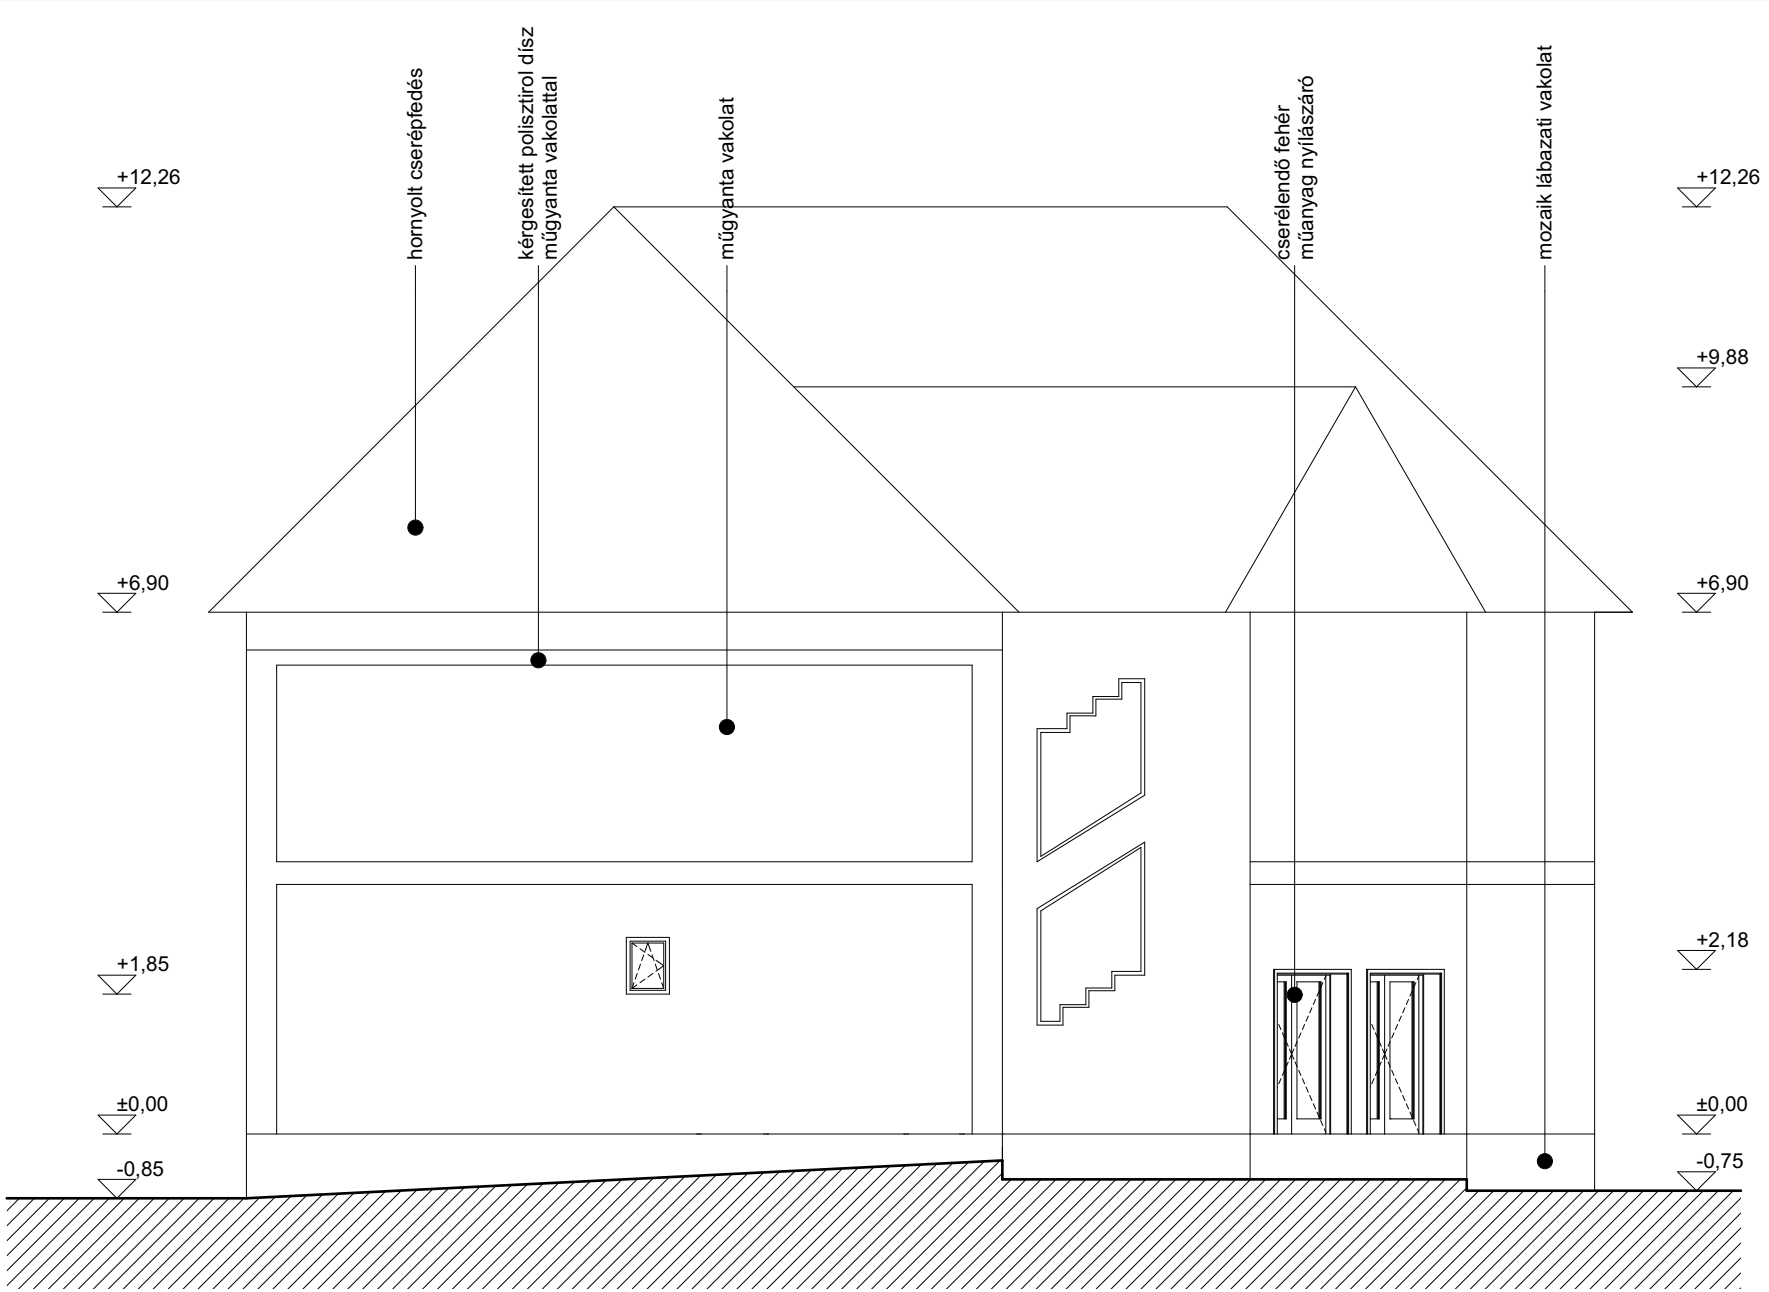 hornyolt cserépfedés
kérgesített polisztirol dísz
műgyanta vakolattal
műgyanta vakolat
cserélendő fehér
műanyag nyílászáró
mozaik lábazati vakolat
+12,26
+6,90
+1,85
±0,00
-0,85
+12,26
+9,88
+6,90
+2,18
±0,00
-0,75